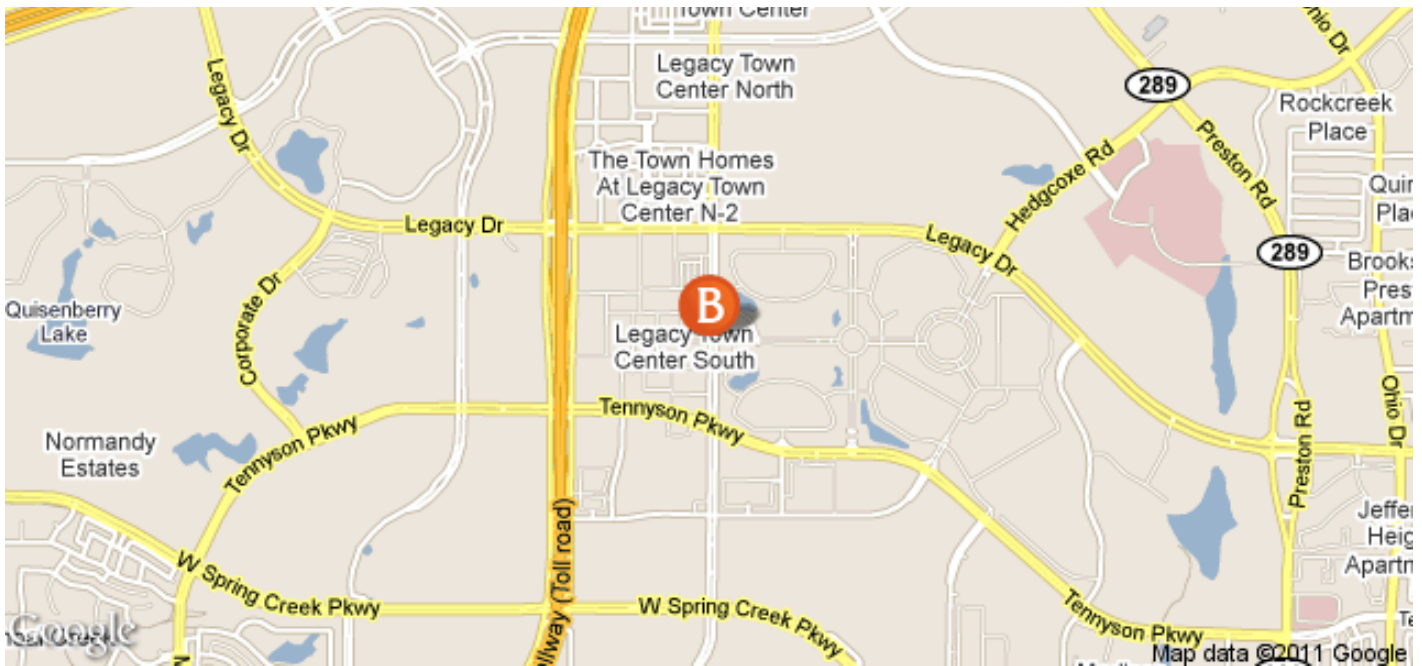 Town Center
Ohio Dr
Legacy Town
Center North
289
Rockcreek
Place
Legacy Dr
Preston Rd
The Town Homes
At Legacy Town
Center N-2
Hedgcoxe Rd
Legacy Dr
Legacy Dr
289
Corporate Dr
Quisenberry
Lake
B
Legacy Town
Center South
Tennyson Pkwy
Ohio Dr
Normandy
Estates
Tennyson Pkwy
Preston Rd
(Toll road)
W Spring Creek Pkwy
W Spring Creek Pkwy
Tennyson Pkwy
Google
Map data ©2011 Google